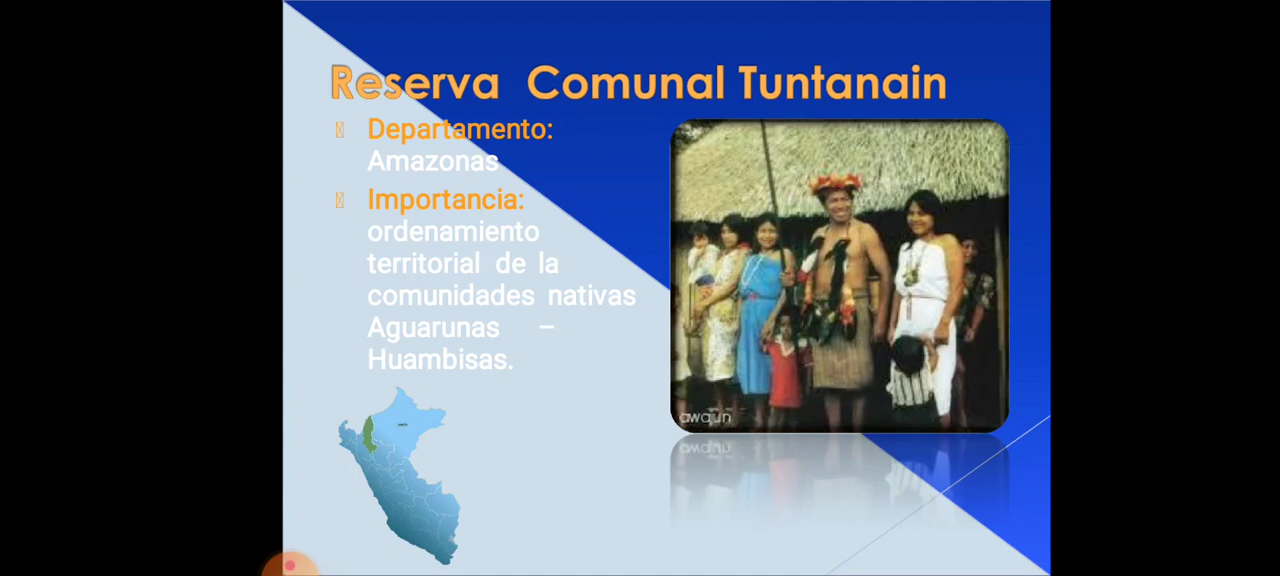 Reserva Comunal Tuntanain
Departamento:
Amazonas
Importancia:
ordenamiento
territorial de la
comunidades nativas
Aguarunas –
Huambisas.
awajun